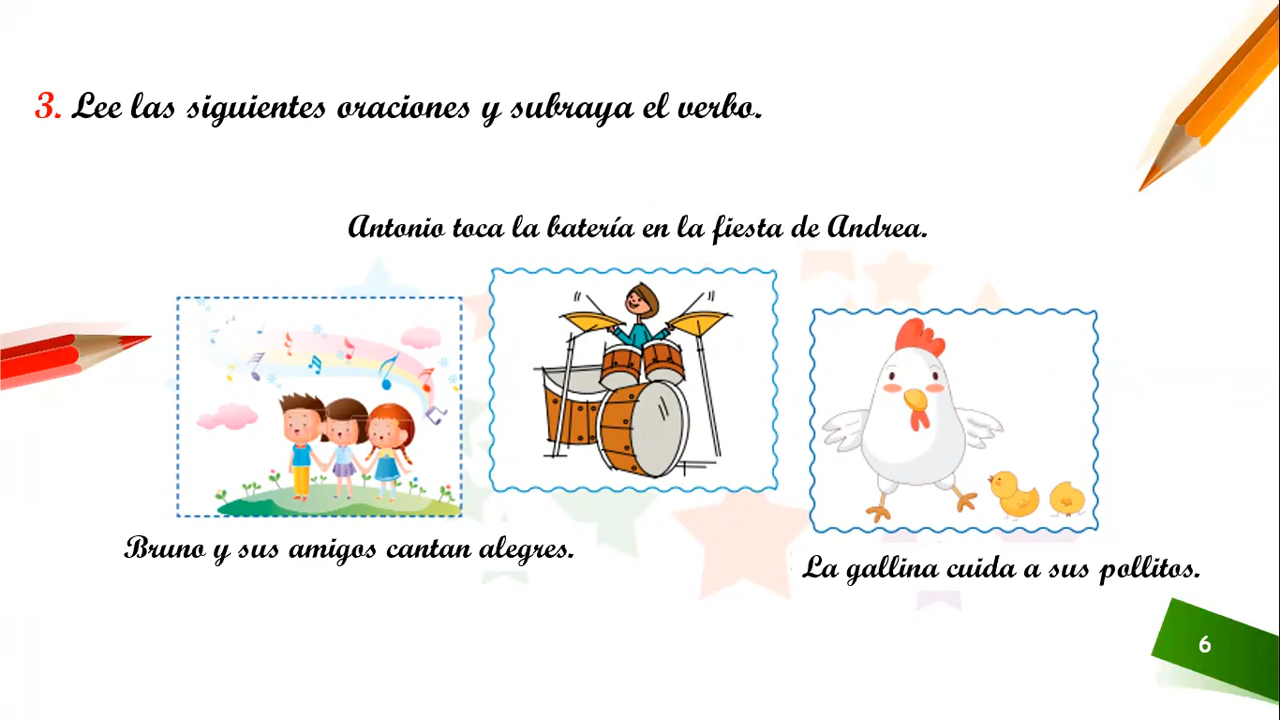 3. Lee las siguientes oraciones y subraya el verbo.
Antonio toca la batería en la fiesta de Andrea.
Bruno y sus amigos cantan alegres.
La gallina cuida a sus pollitos.
6